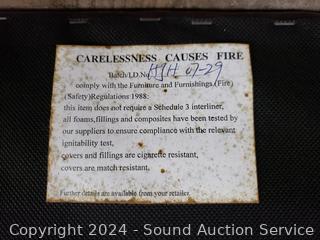 CARELESSNESS CAUSES FIRE
Batch/I.D.No HJH 07-29
comply with the Furniture and Furnishings (Fire)
(Safety)Regulations 1988:
this item does not require a Schedule 3 interliner,
all foams,fillings and composites have been tested by
our suppliers to ensure compliance with the relevant
ignitability test,
covers and fillings are cigarette resistant,
covers are match resistant.
Further details are available from your retailer.
Copyright 2024 - Sound Auction Service